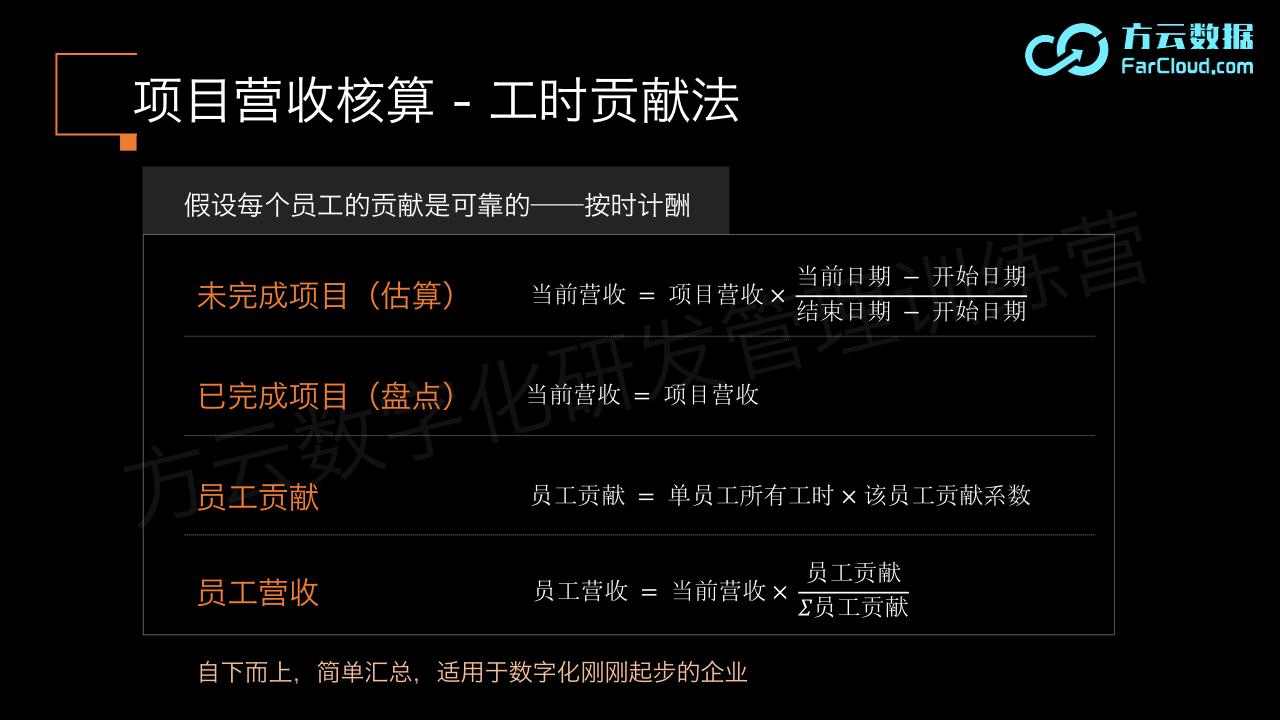 方云数据
FarCloud.com
项目营收核算 - 工时贡献法
假设每个员工的贡献是可靠的——按时计酬
未完成项目（估算）
当前营收 = 项目营收 × (当前日期 − 开始日期) / (结束日期 − 开始日期)
已完成项目（盘点）
当前营收 = 项目营收
员工贡献
员工贡献 = 单员工所有工时 × 该员工贡献系数
员工营收
员工营收 = 当前营收 × 员工贡献 / Σ员工贡献
自下而上，简单汇总，适用于数字化刚刚起步的企业
方云数字化研发管理训练营